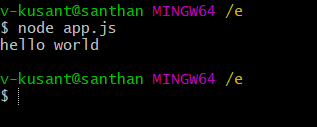 v-kusant@santhan MINGW64 /e
$ node app.js
hello world
v-kusant@santhan MINGW64 /e
$